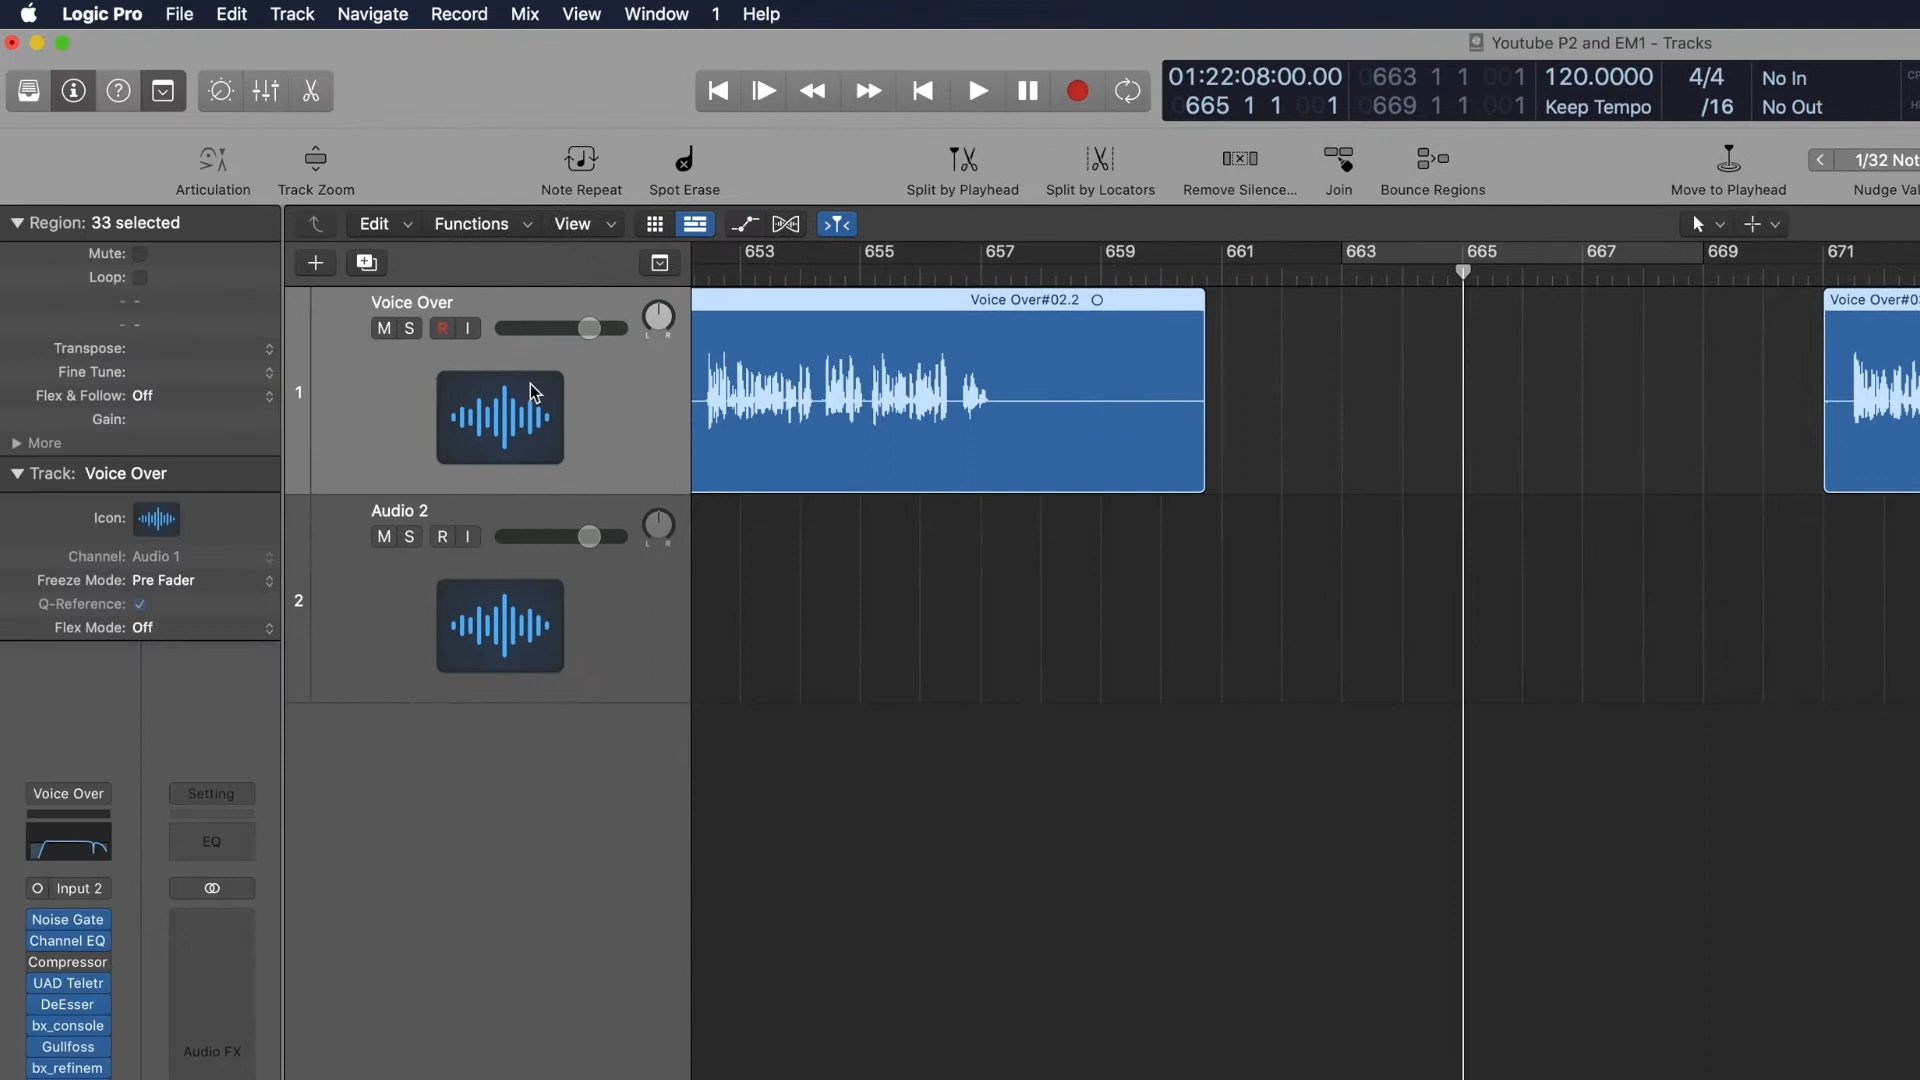 Logic Pro File Edit Track Navigate Record Mix View Window 1 Help
Youtube P2 and EM1 - Tracks
01:22:08:00.00 0663 1 1 001 120.0000 4/4 No In
0665 1 1 001 0669 1 1 001 Keep Tempo /16 No Out
Articulation Track Zoom Note Repeat Spot Erase Split by Playhead Split by Locators Remove Silence... Join Bounce Regions Move to Playhead
1/32
Region: 33 selected
Edit Functions View
Mute:
Loop:
653 655 657 659 661 663 665 667 669 671
- -
- -
Transpose:
Fine Tune:
Flex & Follow: Off
Gain:
More
Track: Voice Over
Icon:
Channel: Audio 1
Freeze Mode: Pre Fader
Q-Reference:
Flex Mode: Off
1
Voice Over
M S R I
L R
Voice Over#02.2
Voice Over#03
2
Audio 2
M S R I
L R
Voice Over
Input 2
Noise Gate
Channel EQ
Compressor
UAD Teletr
DeEsser
bx_console
Gullfoss
bx_refinem
Setting
EQ
Audio FX